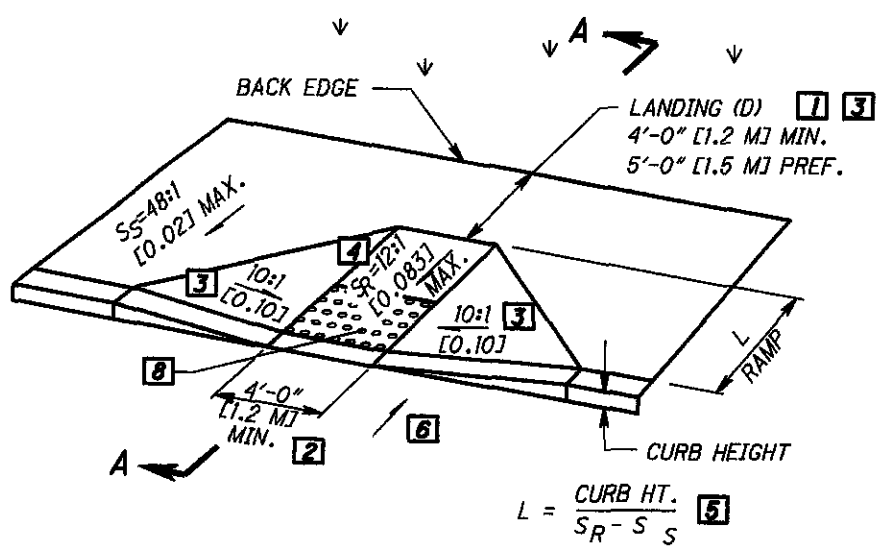 A
BACK EDGE
LANDING (D) 1 3
4'-0" [1.2 M] MIN.
5'-0" [1.5 M] PREF.
SS=48:1
[0.02] MAX.
4
SR=12:1
[0.083]
MAX.
3
10:1
[0.10]
10:1
[0.10]
3
L
RAMP
8
4'-0"
[1.2 M]
MIN.
2
6
A
CURB HEIGHT
L = CURB HT. / SR - S S 5